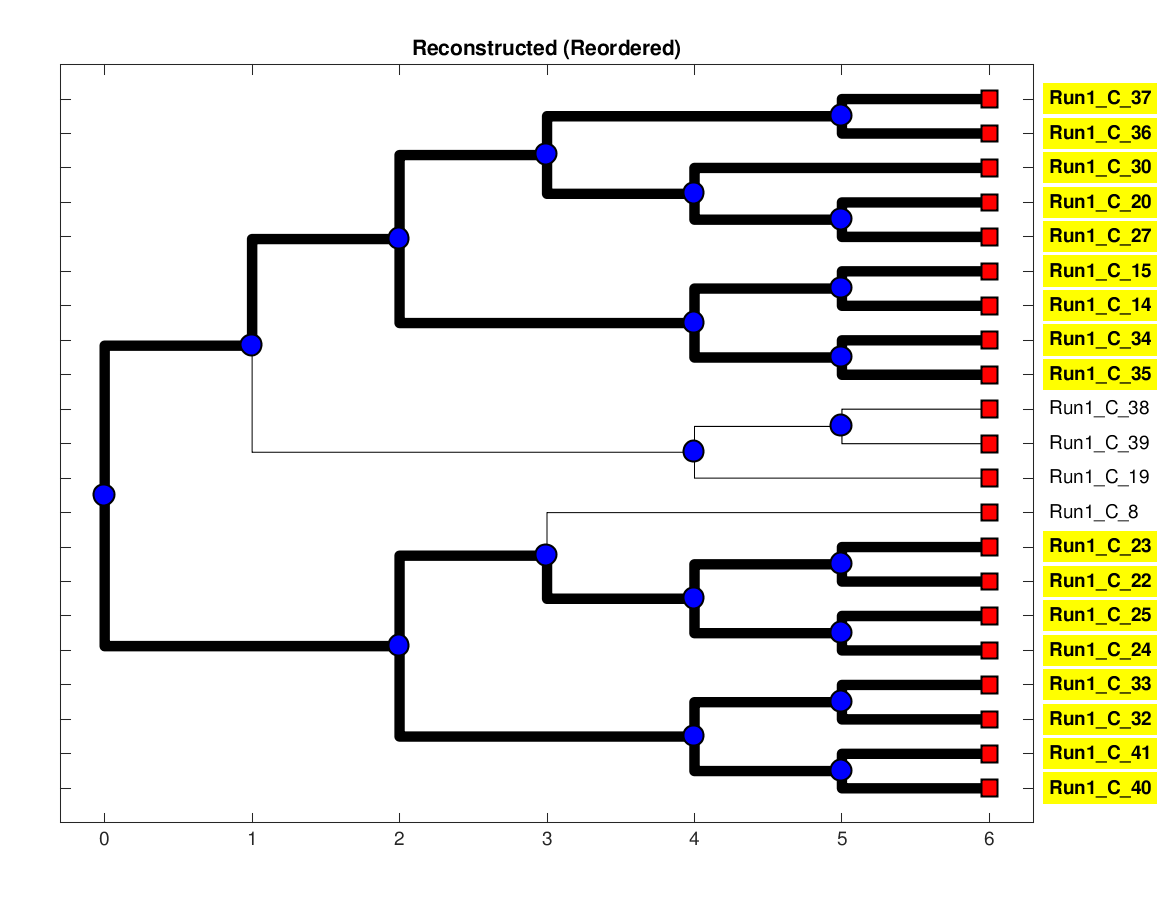 Reconstructed (Reordered)
Run1_C_37
Run1_C_36
Run1_C_30
Run1_C_20
Run1_C_27
Run1_C_15
Run1_C_14
Run1_C_34
Run1_C_35
Run1_C_38
Run1_C_39
Run1_C_19
Run1_C_8
Run1_C_23
Run1_C_22
Run1_C_25
Run1_C_24
Run1_C_33
Run1_C_32
Run1_C_41
Run1_C_40
0 1 2 3 4 5 6